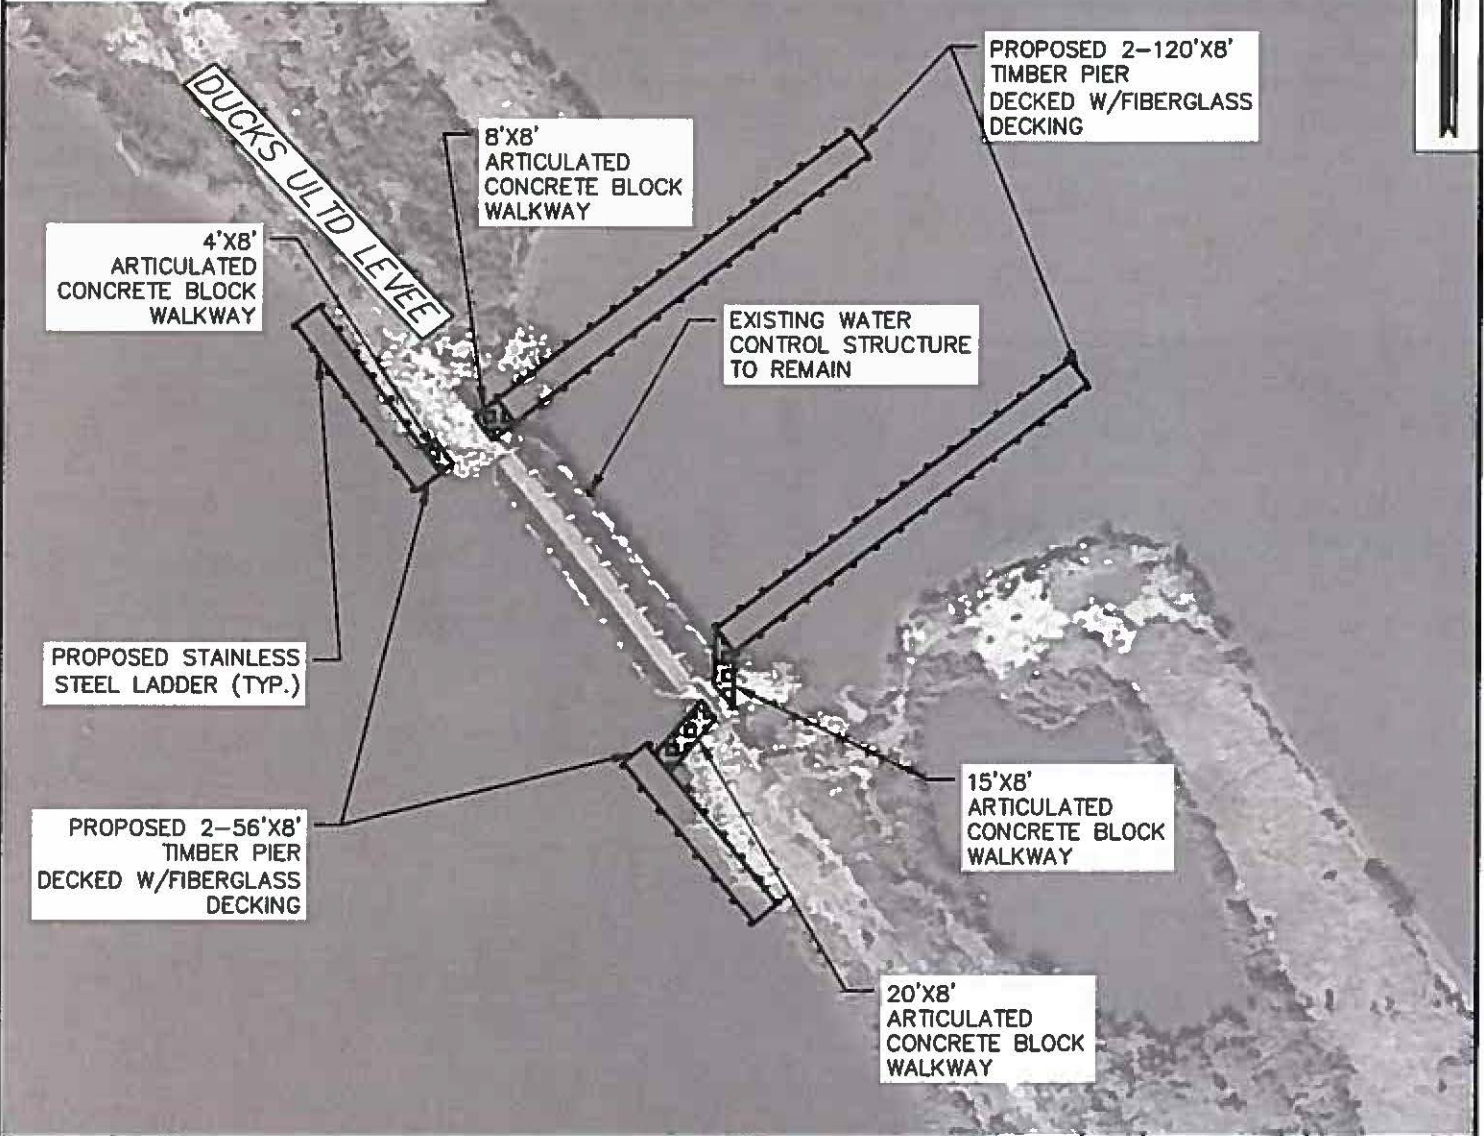 PROPOSED 2-120'X8'
TIMBER PIER
DECKED W/FIBERGLASS
DECKING
DUCKS ULTD LEVEE
8'X8'
ARTICULATED
CONCRETE BLOCK
WALKWAY
4'X8'
ARTICULATED
CONCRETE BLOCK
WALKWAY
EXISTING WATER
CONTROL STRUCTURE
TO REMAIN
PROPOSED STAINLESS
STEEL LADDER (TYP.)
15'X8'
ARTICULATED
CONCRETE BLOCK
WALKWAY
PROPOSED 2-56'X8'
TIMBER PIER
DECKED W/FIBERGLASS
DECKING
20'X8'
ARTICULATED
CONCRETE BLOCK
WALKWAY